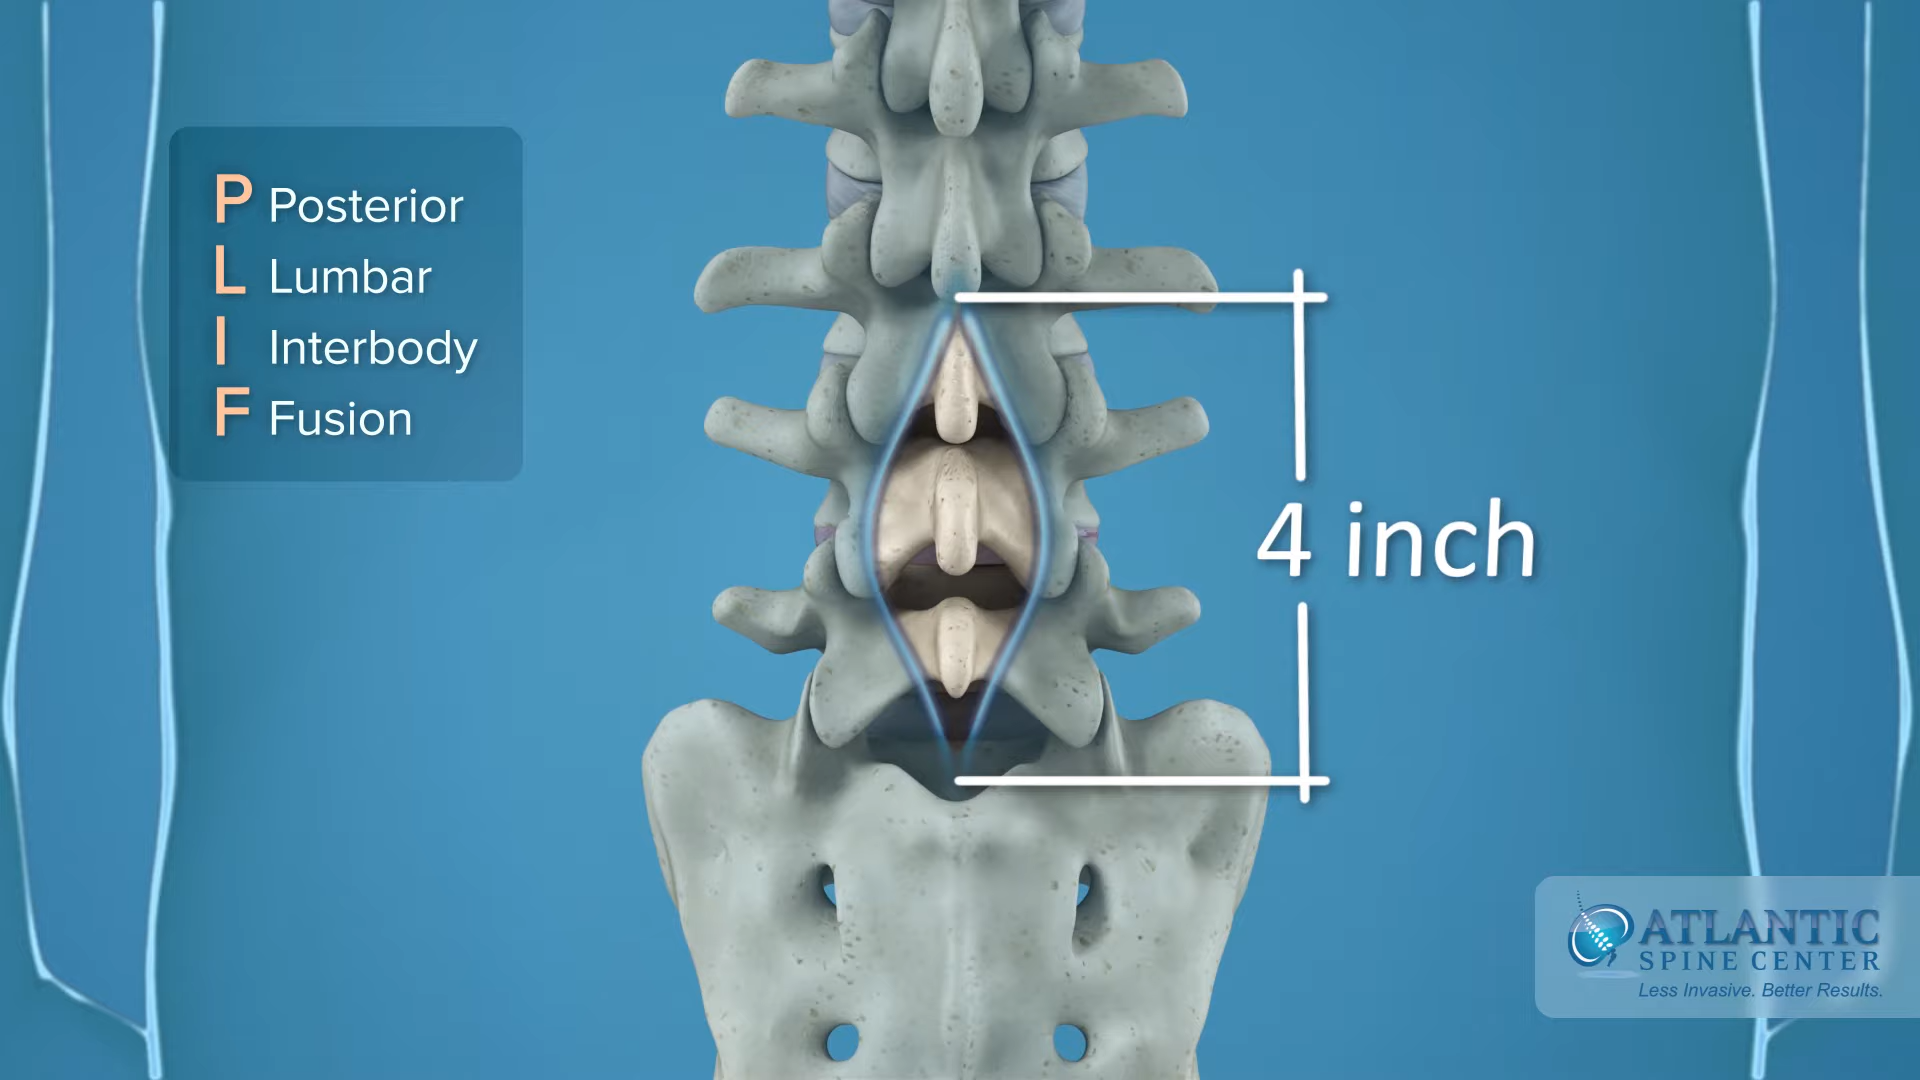 P Posterior
L Lumbar
I Interbody
F Fusion
4 inch
ATLANTIC
SPINE CENTER
Less Invasive. Better Results.